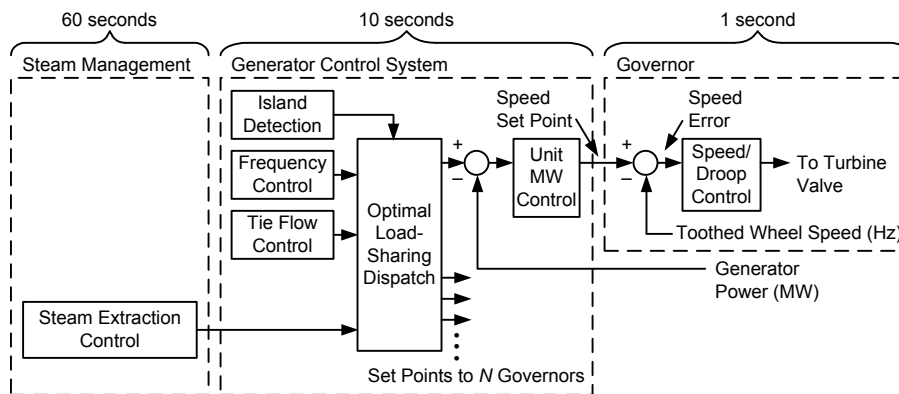 60 seconds
10 seconds
1 second
Steam Management
Generator Control System
Governor
Island
Detection
Frequency
Control
Tie Flow
Control
Steam Extraction
Control
Optimal
Load-
Sharing
Dispatch
+
−
Unit
MW
Control
Speed
Set Point
+
−
Speed
Error
Speed/
Droop
Control
To Turbine
Valve
Toothed Wheel Speed (Hz)
Generator
Power (MW)
Set Points to N Governors